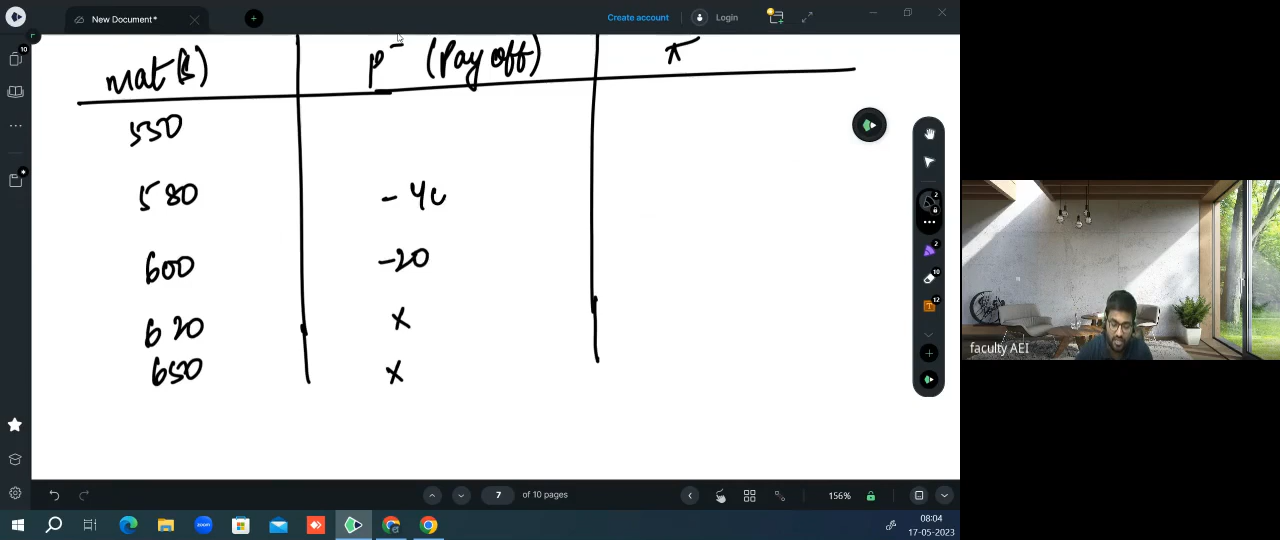 New Document*
Create account
Login
mat ($) P⁻ (Pay off) π
550
580 - 40
600 -20
620 x
650 x
faculty AEI
7 of 10 pages
156%
08:04
17-05-2023